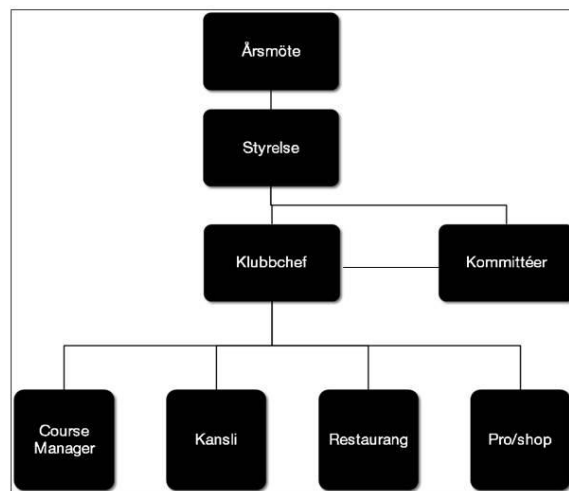 Årsmöte
Styrelse
Klubbchef
Kommittéer
Course
Manager
Kansli
Restaurang
Pro/shop